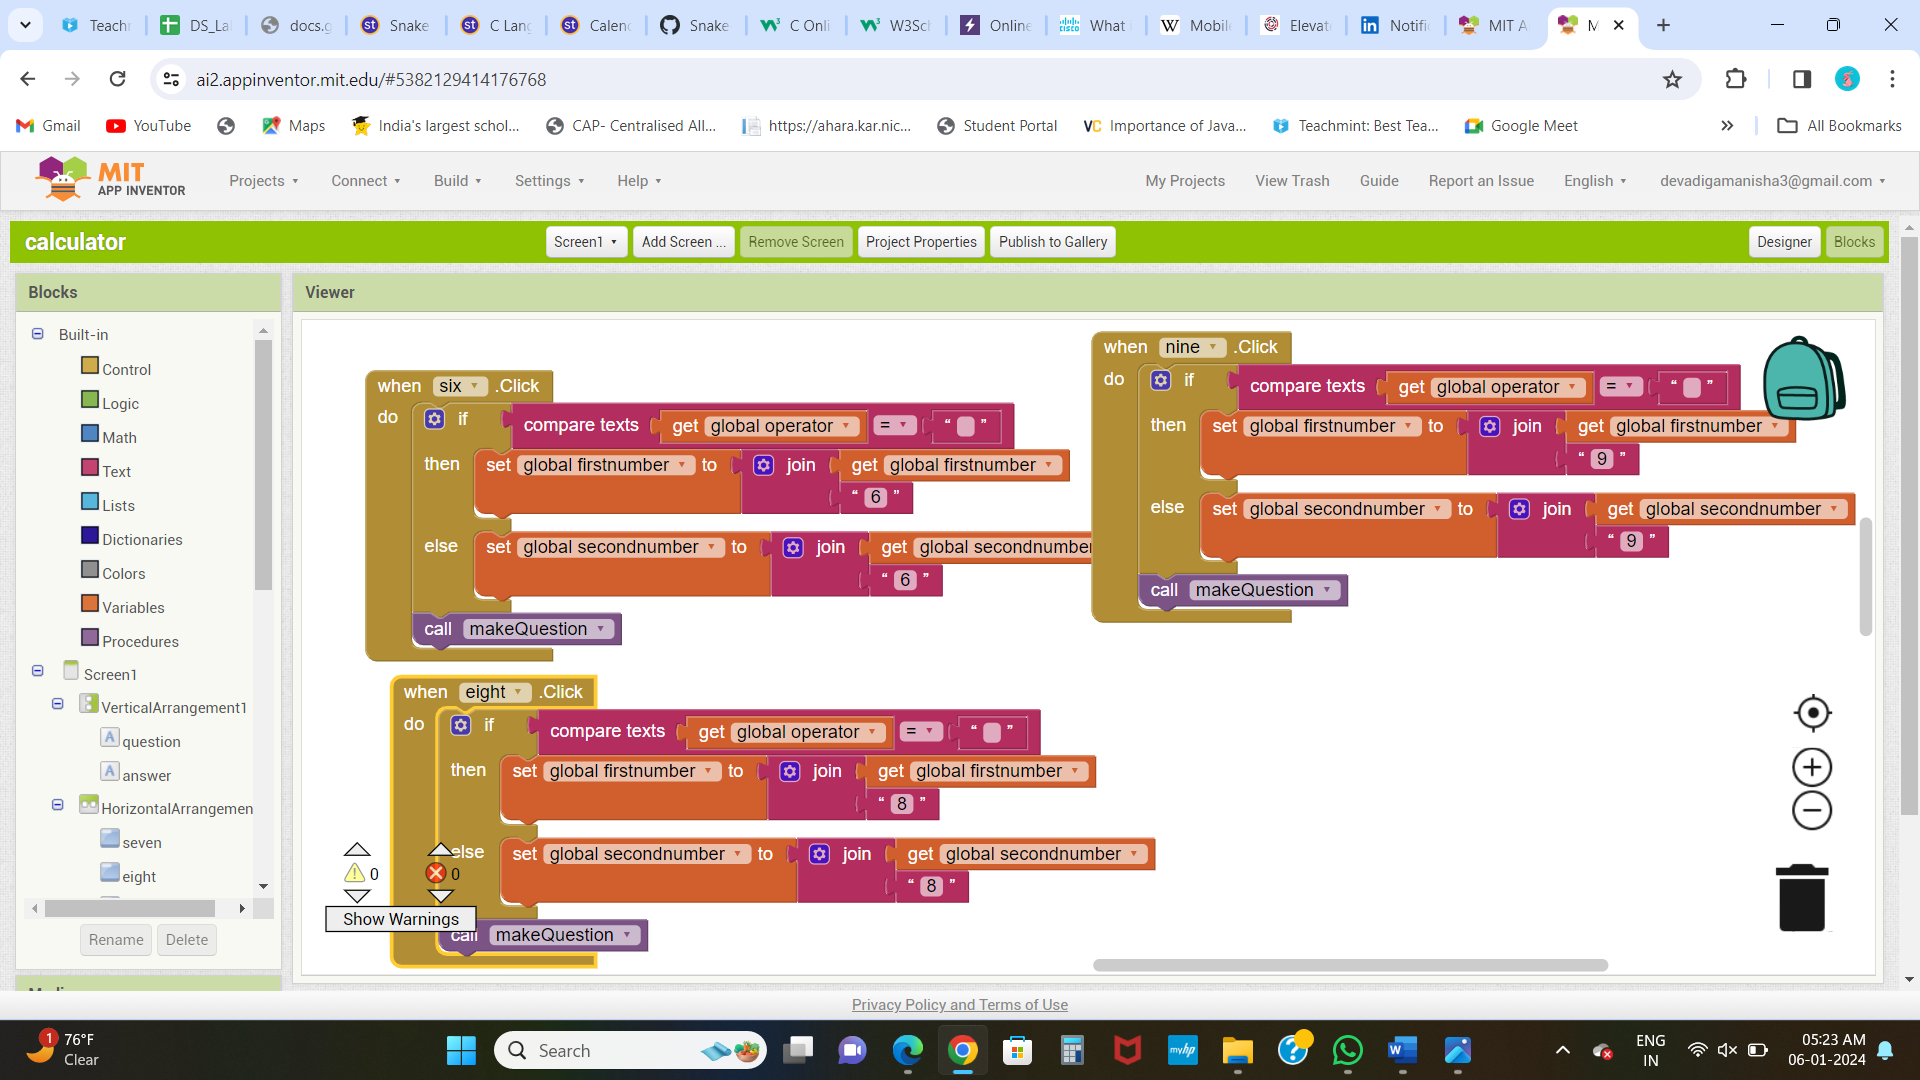 Teachr
DS_Lal
docs.g
Snake
C Lang
Calend
Snake-
C Onli
W3Sch
Online
What i
Mobile
Elevat
Notific
MIT A
M
ai2.appinventor.mit.edu/#5382129414176768
Gmail
YouTube
Maps
India's largest schol...
CAP- Centralised All...
https://ahara.kar.nic...
Student Portal
Importance of Java...
Teachmint: Best Tea...
Google Meet
All Bookmarks
MIT
APP INVENTOR
Projects
Connect
Build
Settings
Help
My Projects
View Trash
Guide
Report an Issue
English
devadigamanisha3@gmail.com
calculator
Screen1
Add Screen ...
Remove Screen
Project Properties
Publish to Gallery
Designer
Blocks
Blocks
Built-in
Control
Logic
Math
Text
Lists
Dictionaries
Colors
Variables
Procedures
Screen1
VerticalArrangement1
question
answer
HorizontalArrangemen
seven
eight
Rename
Delete
Viewer
when six .Click
do if compare texts get global operator = “ ”
then set global firstnumber to join get global firstnumber
“ 6 ”
else set global secondnumber to join get global secondnumber
“ 6 ”
call makeQuestion
when nine .Click
do if compare texts get global operator = “ ”
then set global firstnumber to join get global firstnumber
“ 9 ”
else set global secondnumber to join get global secondnumber
“ 9 ”
call makeQuestion
when eight .Click
do if compare texts get global operator = “ ”
then set global firstnumber to join get global firstnumber
“ 8 ”
else set global secondnumber to join get global secondnumber
“ 8 ”
call makeQuestion
0
0
Show Warnings
Privacy Policy and Terms of Use
1
76°F
Clear
Search
myhp
ENG
IN
05:23 AM
06-01-2024